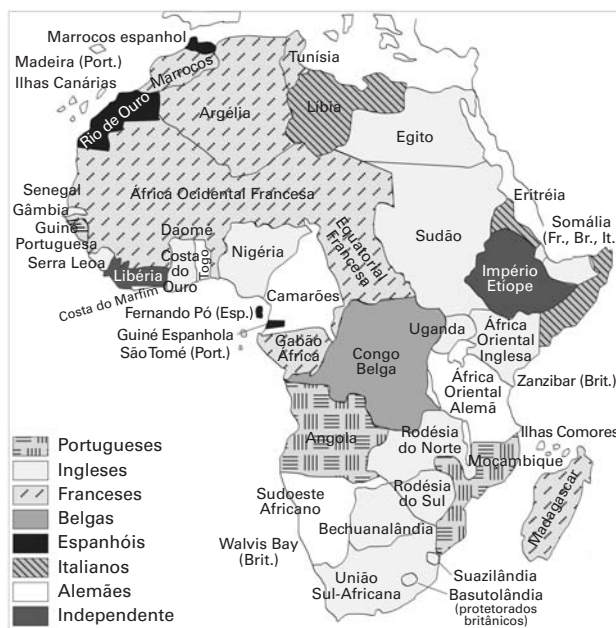 Marrocos espanhol
Madeira (Port.)
Ilhas Canárias
Marrocos
Tunísia
Rio de Ouro
Argélia
Líbia
Egito
Senegal
Gâmbia
Guiné
Portuguesa
Serra Leoa
África Ocidental Francesa
Daomé
Libéria
Costa do Marfim
Costa
do
Ouro
Togo
Nigéria
Camarões
Equatorial
Francesa
Sudão
Eritréia
Somália
(Fr., Br., It.
Império
Etíope
Fernando Pó (Esp.)
Guiné Espanhola
São Tomé (Port.)
Gabão
África
Congo
Belga
Uganda
África
Oriental
Inglesa
Zanzibar (Brit.)
África
Oriental
Alemã
Ilhas Comores
Angola
Rodésia
do Norte
Moçambique
Madagascar
Sudoeste
Africano
Rodésia
do Sul
Bechuanalândia
Walvis Bay
(Brit.)
União
Sul-Africana
Suazilândia
Basutolândia
(protetorados
britânicos)
Portugueses
Ingleses
Franceses
Belgas
Espanhóis
Italianos
Alemães
Independente